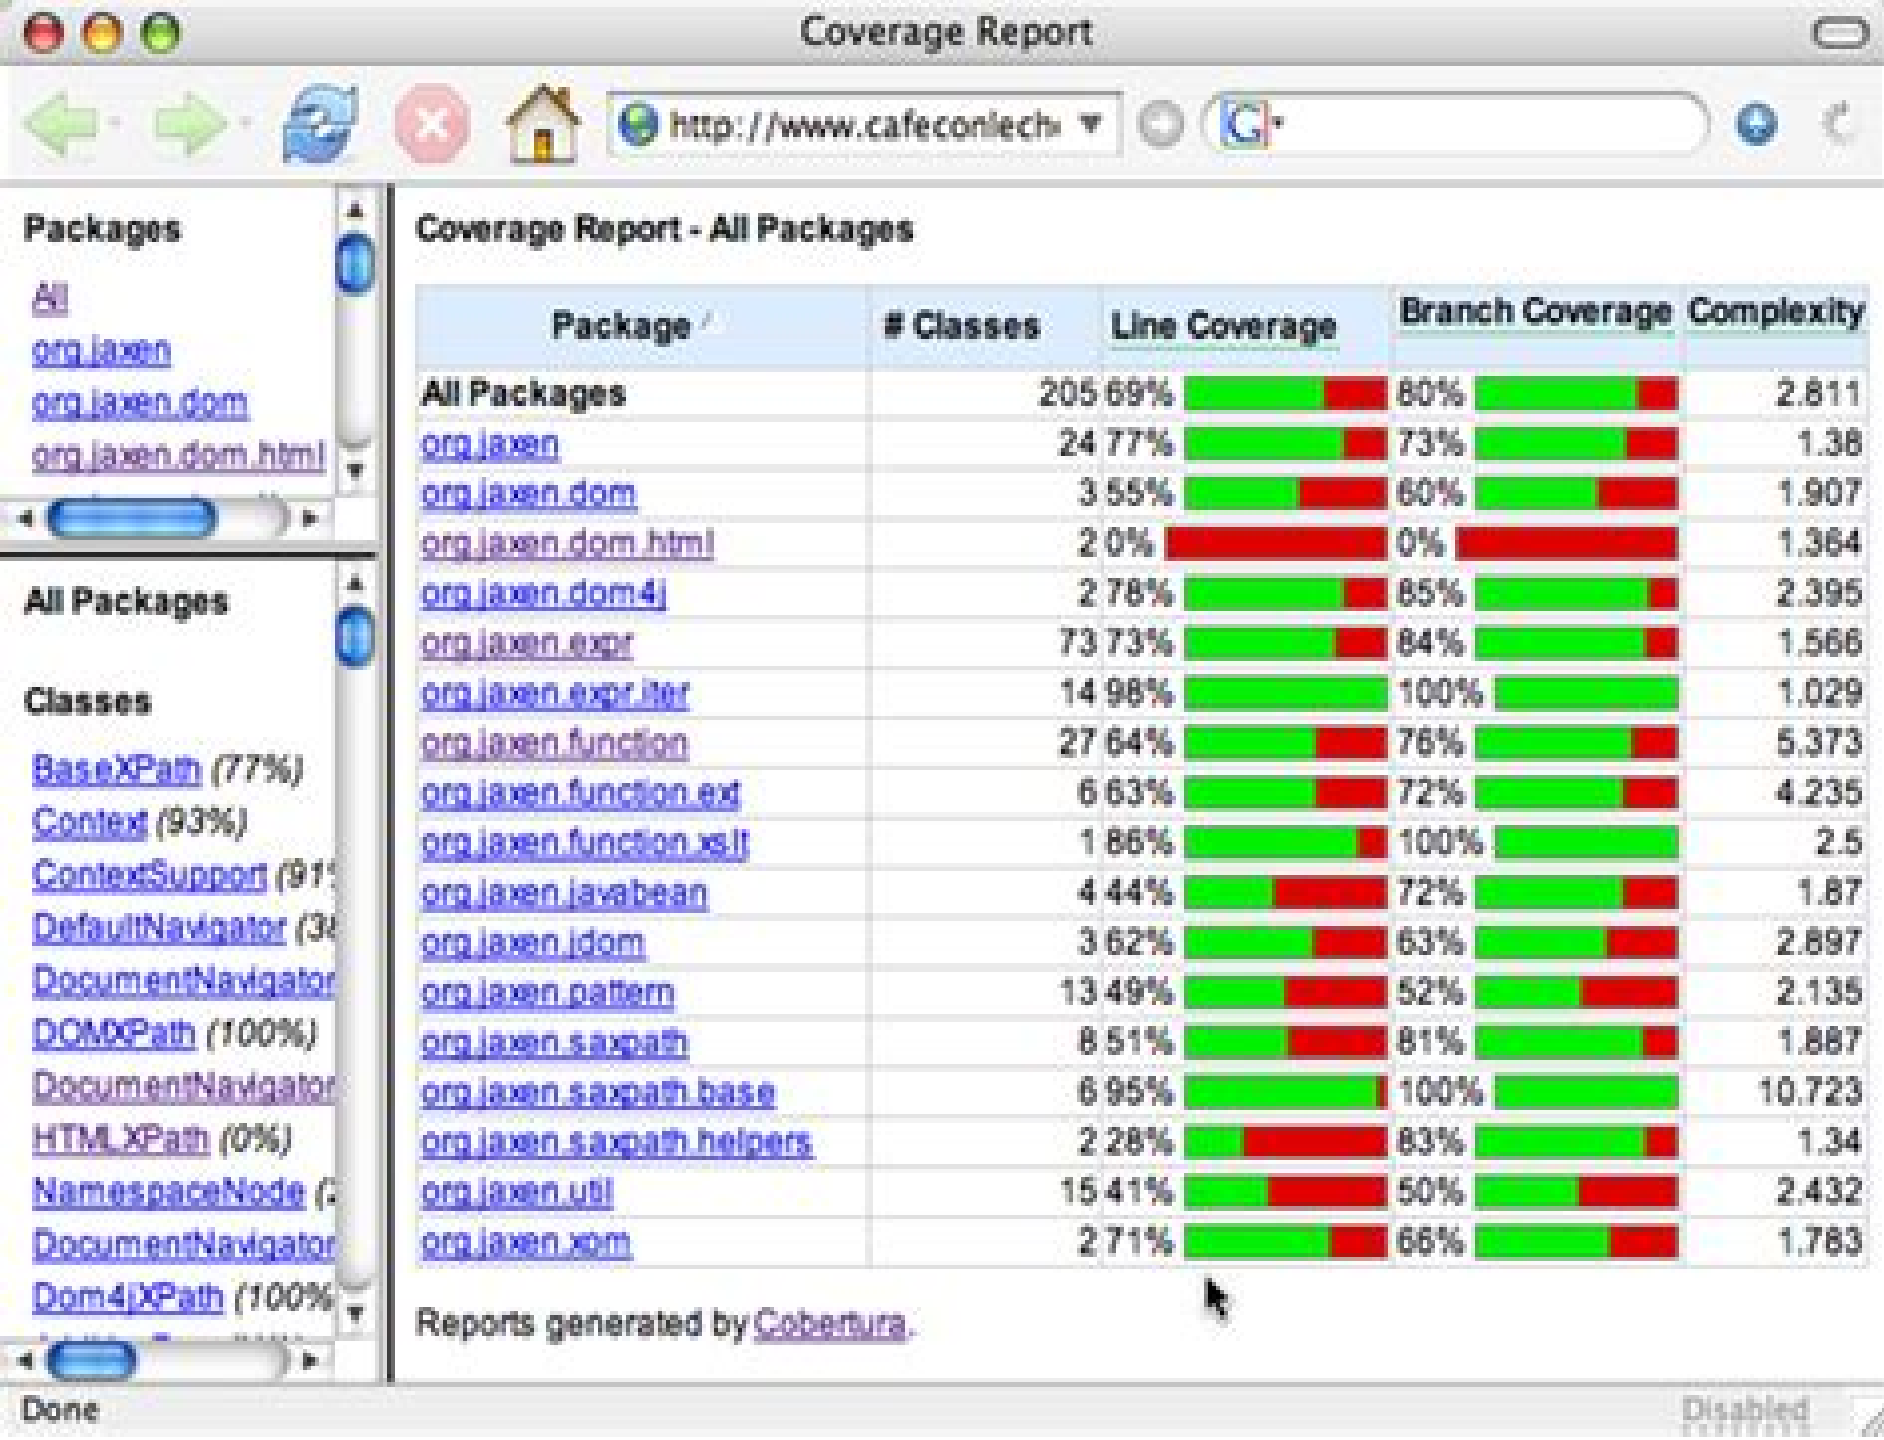 Coverage Report
http://www.cafeconlech
G
Packages
All
org.jaxen
org.jaxen.dom
org.jaxen.dom.html
All Packages
Classes
BaseXPath (77%)
Context (93%)
ContextSupport (91%
DefaultNavigator (38
DocumentNavigator
DOMXPath (100%)
DocumentNavigator
HTMLXPath (0%)
NamespaceNode (2
DocumentNavigator
Dom4jXPath (100%
Coverage Report - All Packages
Package # Classes Line Coverage Branch Coverage Complexity
All Packages 205 69% 80% 2.811
org.jaxen 24 77% 73% 1.38
org.jaxen.dom 3 55% 60% 1.907
org.jaxen.dom.html 2 0% 0% 1.364
org.jaxen.dom4j 2 78% 85% 2.395
org.jaxen.expr 73 73% 84% 1.566
org.jaxen.expr.iter 14 98% 100% 1.029
org.jaxen.function 27 64% 76% 5.373
org.jaxen.function.ext 6 63% 72% 4.235
org.jaxen.function.xslt 1 86% 100% 2.5
org.jaxen.javabean 4 44% 72% 1.87
org.jaxen.jdom 3 62% 63% 2.897
org.jaxen.pattern 13 49% 52% 2.135
org.jaxen.saxpath 8 51% 81% 1.887
org.jaxen.saxpath.base 6 95% 100% 10.723
org.jaxen.saxpath.helpers 2 28% 83% 1.34
org.jaxen.util 15 41% 50% 2.432
org.jaxen.xom 2 71% 66% 1.783
Reports generated by Cobertura.
Done
Disabled